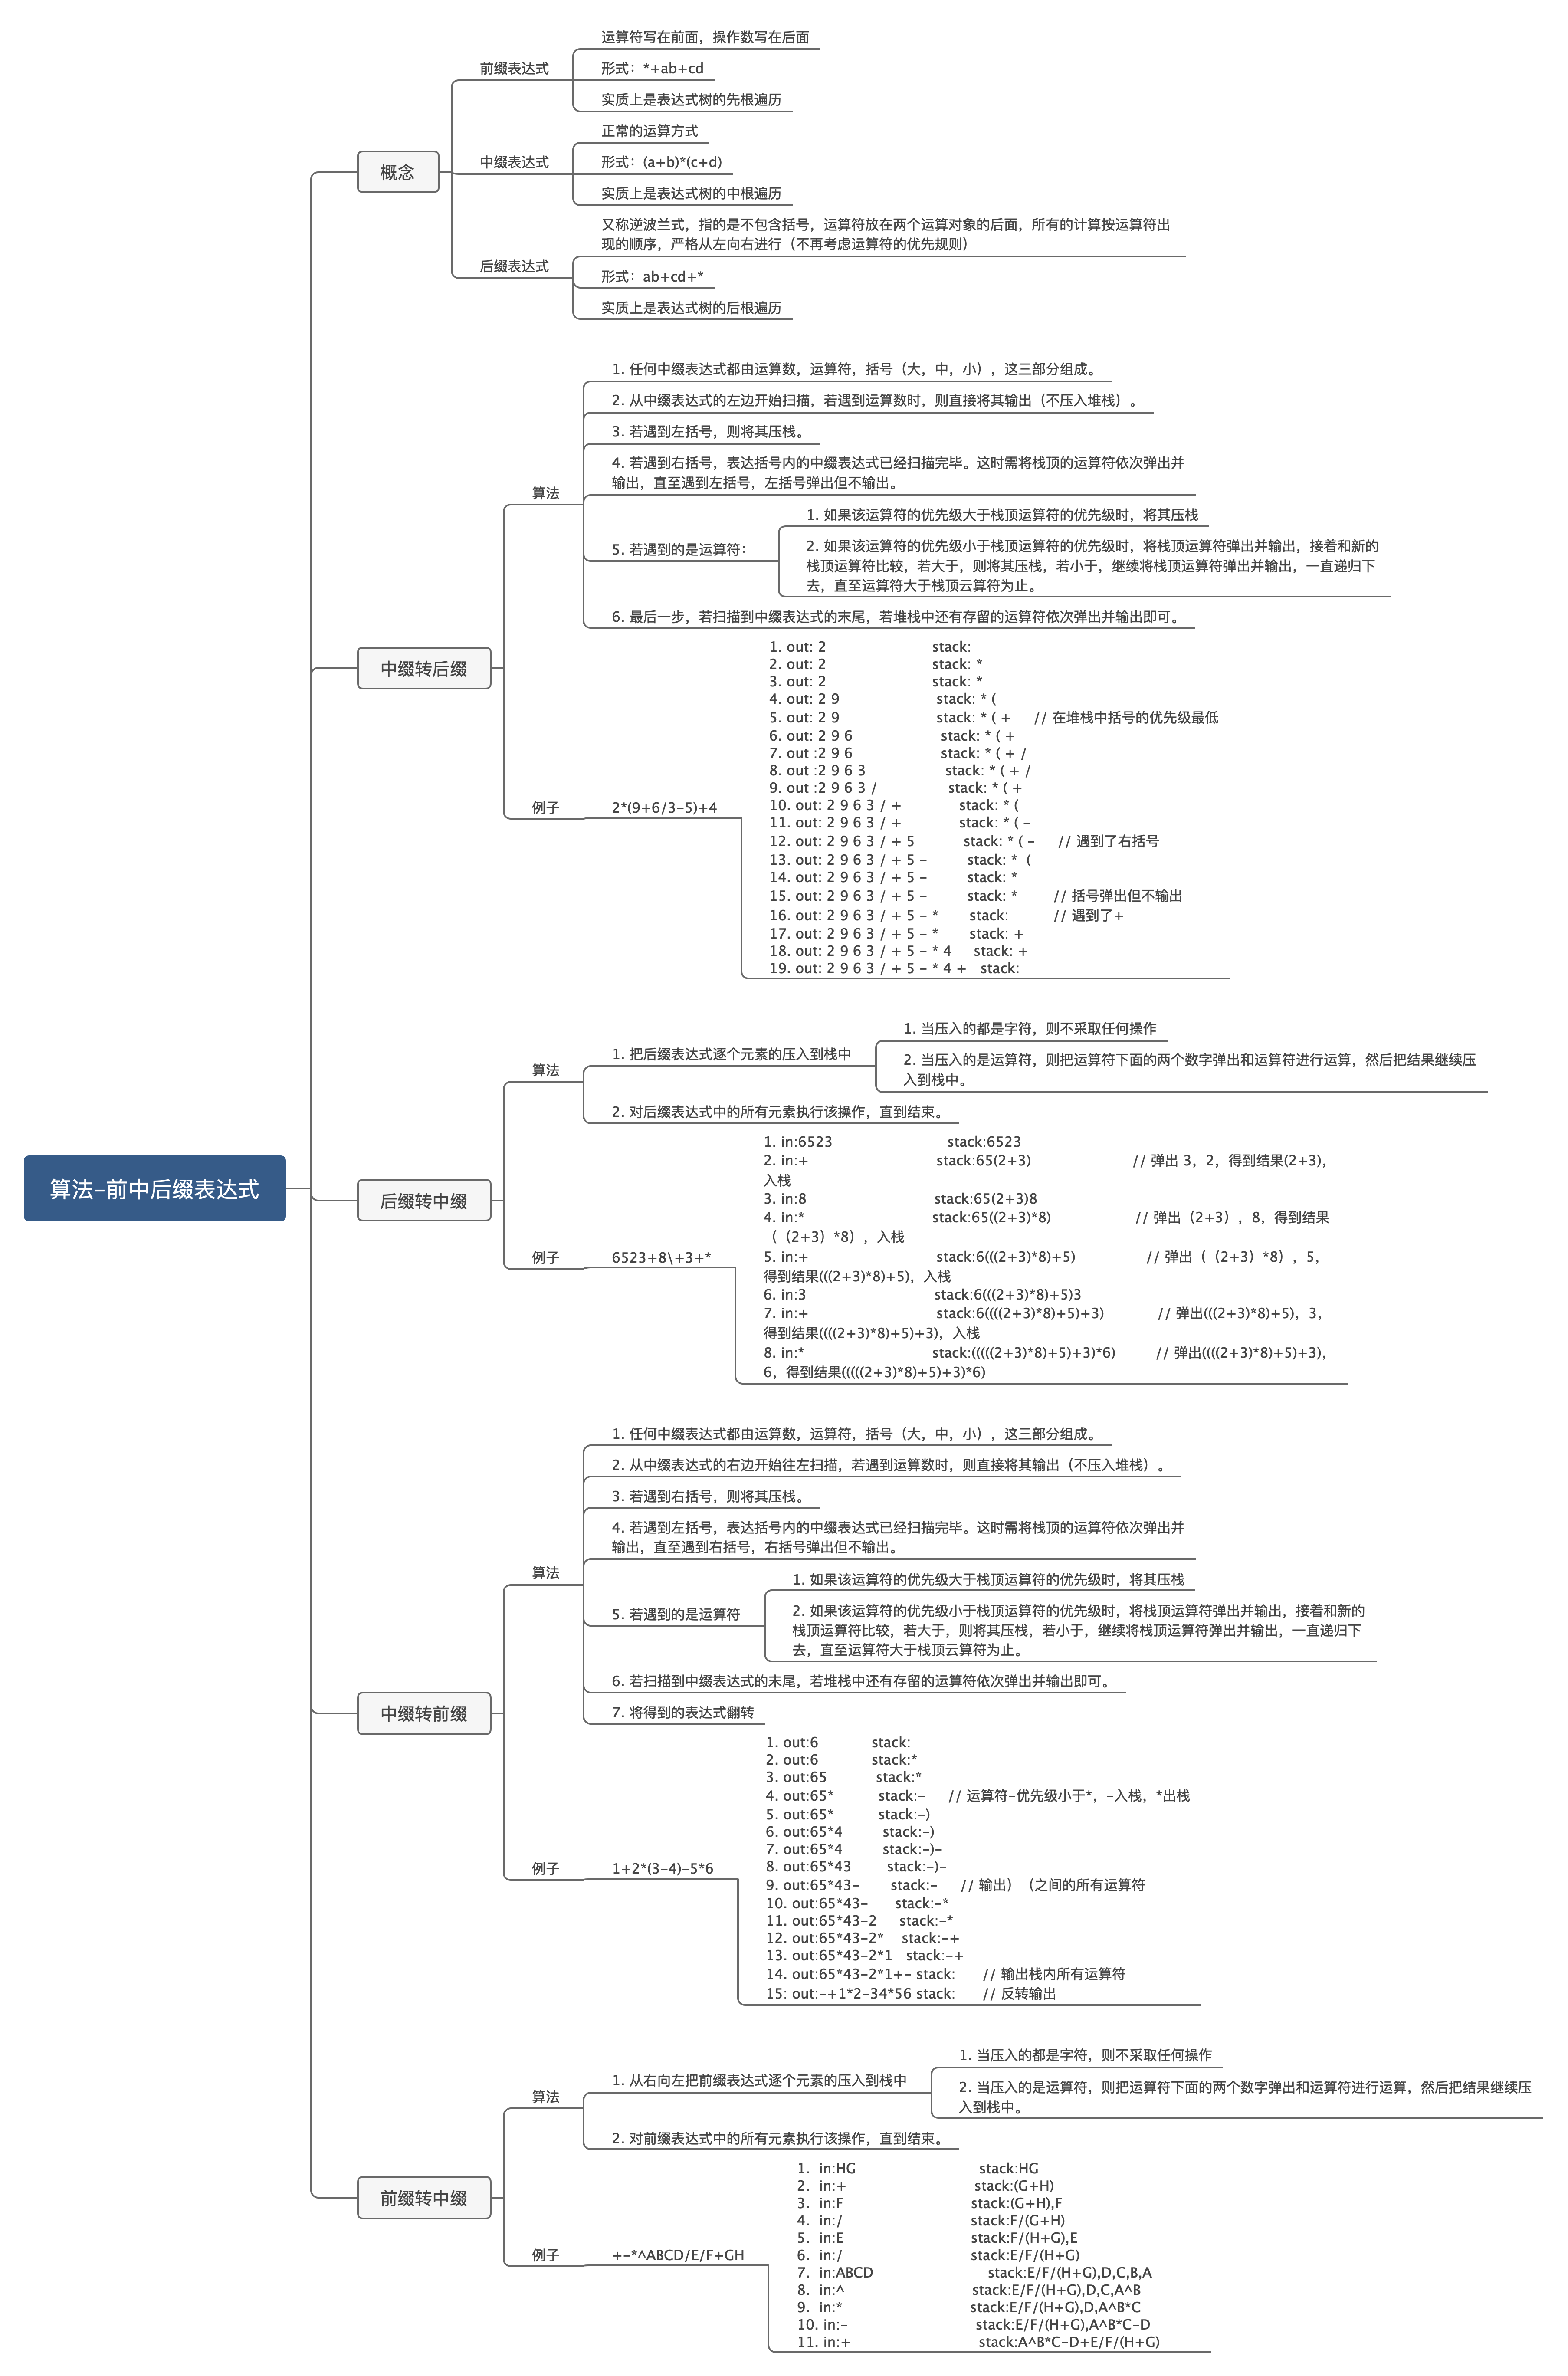 算法-前中后缀表达式
概念
前缀表达式
运算符写在前面，操作数写在后面
形式：*+ab+cd
实质上是表达式树的先根遍历
中缀表达式
正常的运算方式
形式：(a+b)*(c+d)
实质上是表达式树的中根遍历
后缀表达式
又称逆波兰式，指的是不包含括号，运算符放在两个运算对象的后面，所有的计算按运算符出
现的顺序，严格从左向右进行（不再考虑运算符的优先规则）
形式：ab+cd+*
实质上是表达式树的后根遍历
中缀转后缀
算法
1. 任何中缀表达式都由运算数，运算符，括号（大，中，小），这三部分组成。
2. 从中缀表达式的左边开始扫描，若遇到运算数时，则直接将其输出（不压入堆栈）。
3. 若遇到左括号，则将其压栈。
4. 若遇到右括号，表达括号内的中缀表达式已经扫描完毕。这时需将栈顶的运算符依次弹出并
输出，直至遇到左括号，左括号弹出但不输出。
5. 若遇到的是运算符：
1. 如果该运算符的优先级大于栈顶运算符的优先级时，将其压栈
2. 如果该运算符的优先级小于栈顶运算符的优先级时，将栈顶运算符弹出并输出，接着和新的
栈顶运算符比较，若大于，则将其压栈，若小于，继续将栈顶运算符弹出并输出，一直递归下
去，直至运算符大于栈顶云算符为止。
6. 最后一步，若扫描到中缀表达式的末尾，若堆栈中还有存留的运算符依次弹出并输出即可。
例子
2*(9+6/3-5)+4
1. out: 2 stack:
2. out: 2 stack: *
3. out: 2 stack: *
4. out: 2 9 stack: * (
5. out: 2 9 stack: * ( + // 在堆栈中括号的优先级最低
6. out: 2 9 6 stack: * ( +
7. out :2 9 6 stack: * ( + /
8. out :2 9 6 3 stack: * ( + /
9. out :2 9 6 3 / stack: * ( +
10. out: 2 9 6 3 / + stack: * (
11. out: 2 9 6 3 / + stack: * ( -
12. out: 2 9 6 3 / + 5 stack: * ( - // 遇到了右括号
13. out: 2 9 6 3 / + 5 - stack: * (
14. out: 2 9 6 3 / + 5 - stack: *
15. out: 2 9 6 3 / + 5 - stack: * // 括号弹出但不输出
16. out: 2 9 6 3 / + 5 - * stack: // 遇到了+
17. out: 2 9 6 3 / + 5 - * stack: +
18. out: 2 9 6 3 / + 5 - * 4 stack: +
19. out: 2 9 6 3 / + 5 - * 4 + stack:
后缀转中缀
算法
1. 把后缀表达式逐个元素的压入到栈中
1. 当压入的都是字符，则不采取任何操作
2. 当压入的是运算符，则把运算符下面的两个数字弹出和运算符进行运算，然后把结果继续压
入到栈中。
2. 对后缀表达式中的所有元素执行该操作，直到结束。
例子
6523+8\+3+*
1. in:6523 stack:6523
2. in:+ stack:65(2+3) // 弹出 3，2，得到结果(2+3)，
入栈
3. in:8 stack:65(2+3)8
4. in:* stack:65((2+3)*8) // 弹出（2+3），8，得到结果
（（2+3）*8），入栈
5. in:+ stack:6(((2+3)*8)+5) // 弹出（（2+3）*8），5，
得到结果(((2+3)*8)+5)，入栈
6. in:3 stack:6(((2+3)*8)+5)3
7. in:+ stack:6((((2+3)*8)+5)+3) // 弹出(((2+3)*8)+5)，3，
得到结果((((2+3)*8)+5)+3)，入栈
8. in:* stack:(((((2+3)*8)+5)+3)*6) // 弹出((((2+3)*8)+5)+3)，
6，得到结果(((((2+3)*8)+5)+3)*6)
中缀转前缀
算法
1. 任何中缀表达式都由运算数，运算符，括号（大，中，小），这三部分组成。
2. 从中缀表达式的右边开始往左扫描，若遇到运算数时，则直接将其输出（不压入堆栈）。
3. 若遇到右括号，则将其压栈。
4. 若遇到左括号，表达括号内的中缀表达式已经扫描完毕。这时需将栈顶的运算符依次弹出并
输出，直至遇到右括号，右括号弹出但不输出。
5. 若遇到的是运算符
1. 如果该运算符的优先级大于栈顶运算符的优先级时，将其压栈
2. 如果该运算符的优先级小于栈顶运算符的优先级时，将栈顶运算符弹出并输出，接着和新的
栈顶运算符比较，若大于，则将其压栈，若小于，继续将栈顶运算符弹出并输出，一直递归下
去，直至运算符大于栈顶云算符为止。
6. 若扫描到中缀表达式的末尾，若堆栈中还有存留的运算符依次弹出并输出即可。
7. 将得到的表达式翻转
例子
1+2*(3-4)-5*6
1. out:6 stack:
2. out:6 stack:*
3. out:65 stack:*
4. out:65* stack:- // 运算符-优先级小于*，-入栈，*出栈
5. out:65* stack:-)
6. out:65*4 stack:-)
7. out:65*4 stack:-)-
8. out:65*43 stack:-)-
9. out:65*43- stack:- // 输出）（之间的所有运算符
10. out:65*43- stack:-*
11. out:65*43-2 stack:-*
12. out:65*43-2* stack:-+
13. out:65*43-2*1 stack:-+
14. out:65*43-2*1+- stack: // 输出栈内所有运算符
15: out:-+1*2-34*56 stack: // 反转输出
前缀转中缀
算法
1. 从右向左把前缀表达式逐个元素的压入到栈中
1. 当压入的都是字符，则不采取任何操作
2. 当压入的是运算符，则把运算符下面的两个数字弹出和运算符进行运算，然后把结果继续压
入到栈中。
2. 对前缀表达式中的所有元素执行该操作，直到结束。
例子
+-*^ABCD/E/F+GH
1. in:HG stack:HG
2. in:+ stack:(G+H)
3. in:F stack:(G+H),F
4. in:/ stack:F/(G+H)
5. in:E stack:F/(H+G),E
6. in:/ stack:E/F/(H+G)
7. in:ABCD stack:E/F/(H+G),D,C,B,A
8. in:^ stack:E/F/(H+G),D,C,A^B
9. in:* stack:E/F/(H+G),D,A^B*C
10. in:- stack:E/F/(H+G),A^B*C-D
11. in:+ stack:A^B*C-D+E/F/(H+G)